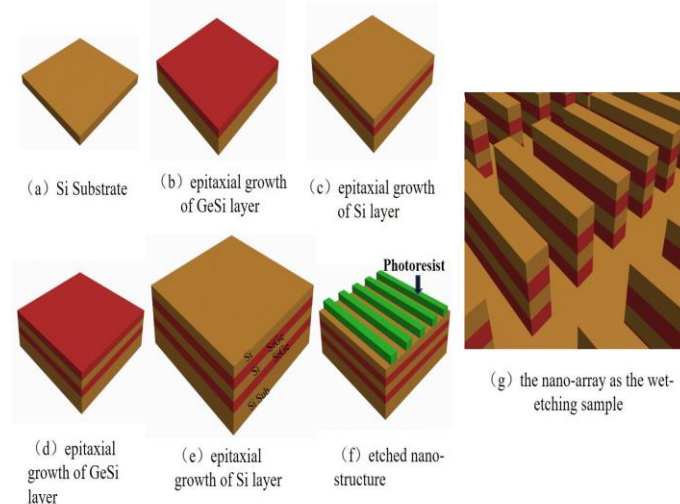 (a) Si Substrate
(b) epitaxial growth
of GeSi layer
(c) epitaxial growth
of Si layer
(d) epitaxial
growth of GeSi
layer
Si SiGe
Si SiGe
Si Sub
(e) epitaxial
growth of Si layer
Photoresist
(f) etched nano-
structure
(g) the nano-array as the wet-
etching sample